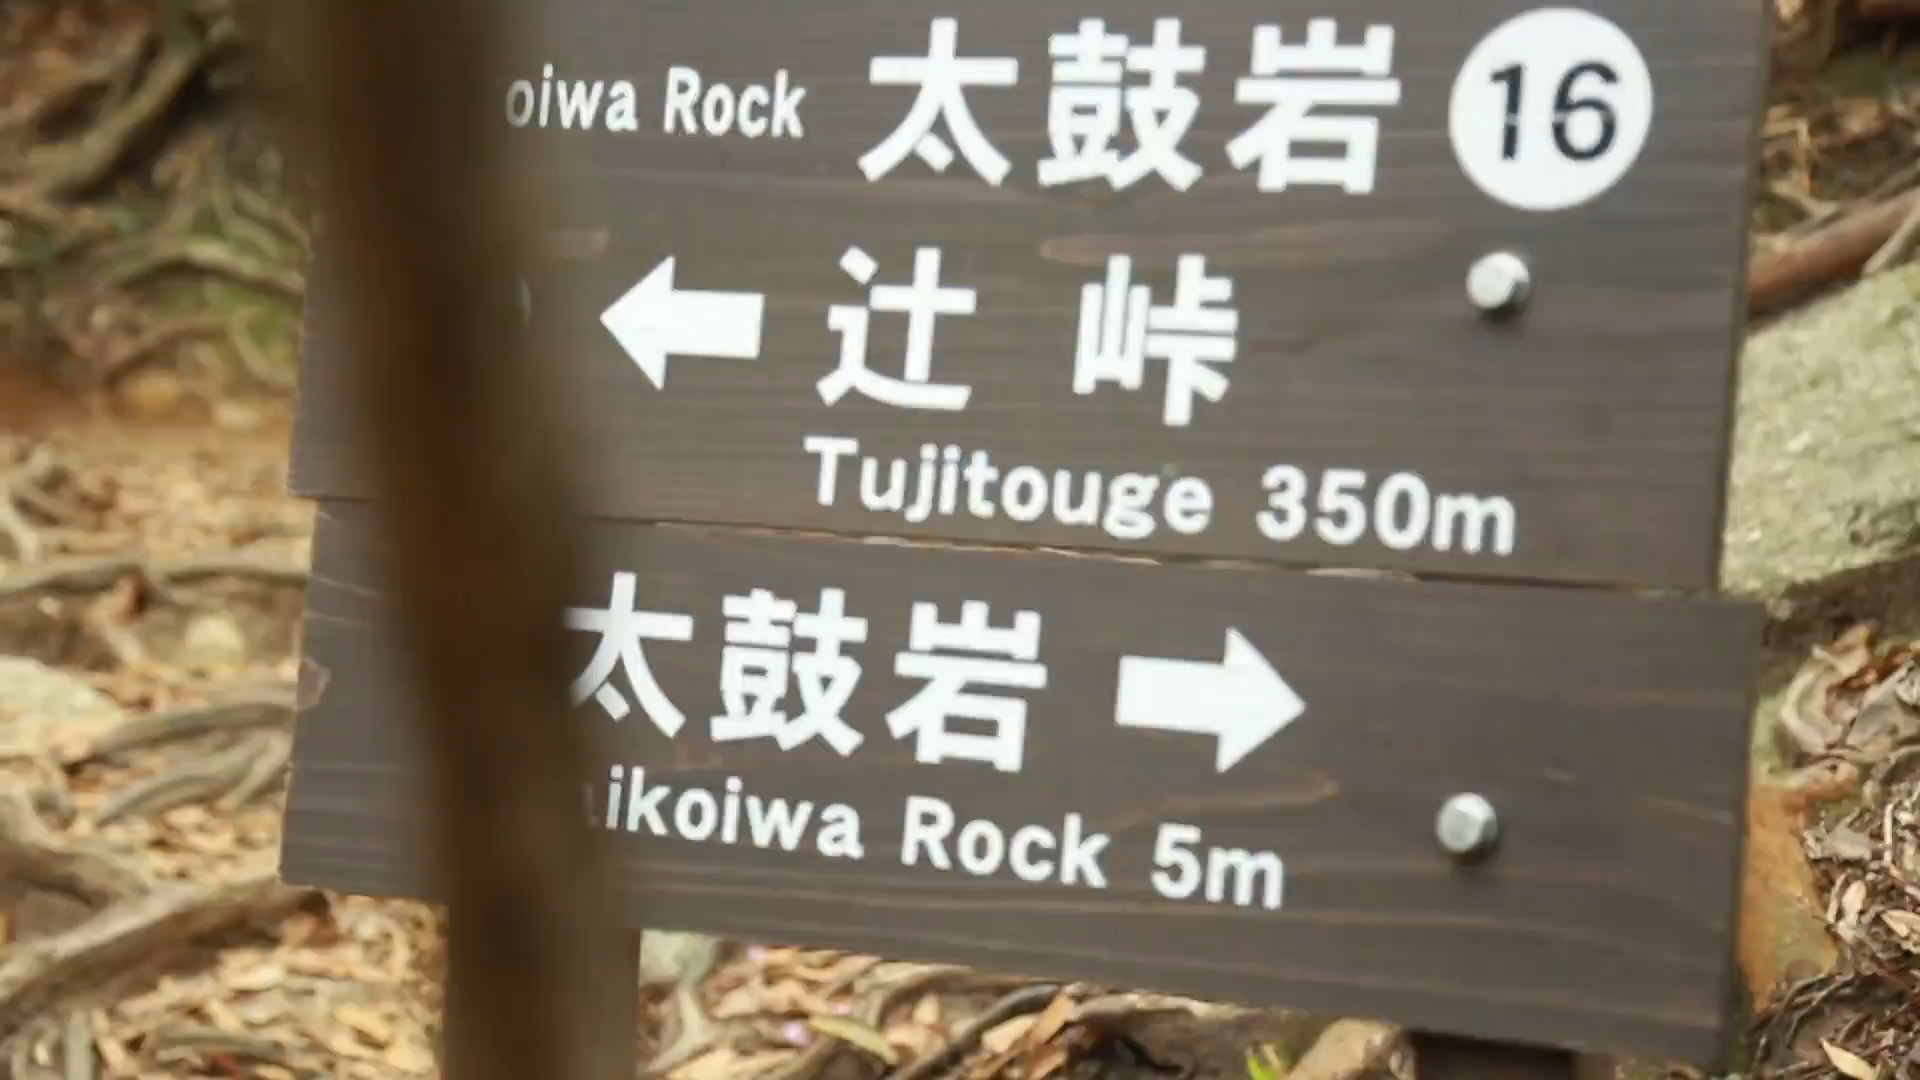 oiwa Rock 太鼓岩 16
← 辻 峠
Tujitouge 350m
太鼓岩 →
ikoiwa Rock 5m